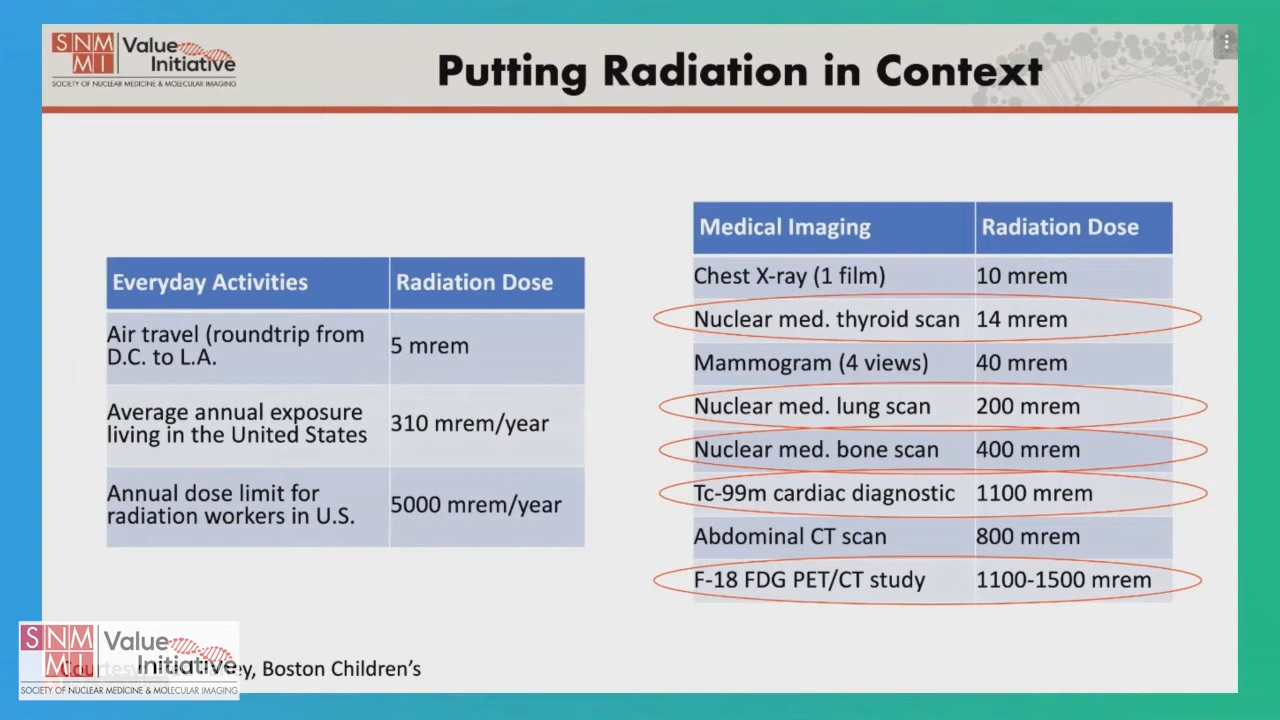 SNM
MI
Value
Initiative
SOCIETY OF NUCLEAR MEDICINE & MOLECULAR IMAGING
Putting Radiation in Context
Everyday Activities Radiation Dose
Air travel (roundtrip from
D.C. to L.A.
5 mrem
Average annual exposure
living in the United States
310 mrem/year
Annual dose limit for
radiation workers in U.S.
5000 mrem/year
Medical Imaging Radiation Dose
Chest X-ray (1 film) 10 mrem
Nuclear med. thyroid scan 14 mrem
Mammogram (4 views) 40 mrem
Nuclear med. lung scan 200 mrem
Nuclear med. bone scan 400 mrem
Tc-99m cardiac diagnostic 1100 mrem
Abdominal CT scan 800 mrem
F-18 FDG PET/CT study 1100-1500 mrem
Courtesy Boston Children's
SNM
MI
Value
Initiative
SOCIETY OF NUCLEAR MEDICINE & MOLECULAR IMAGING